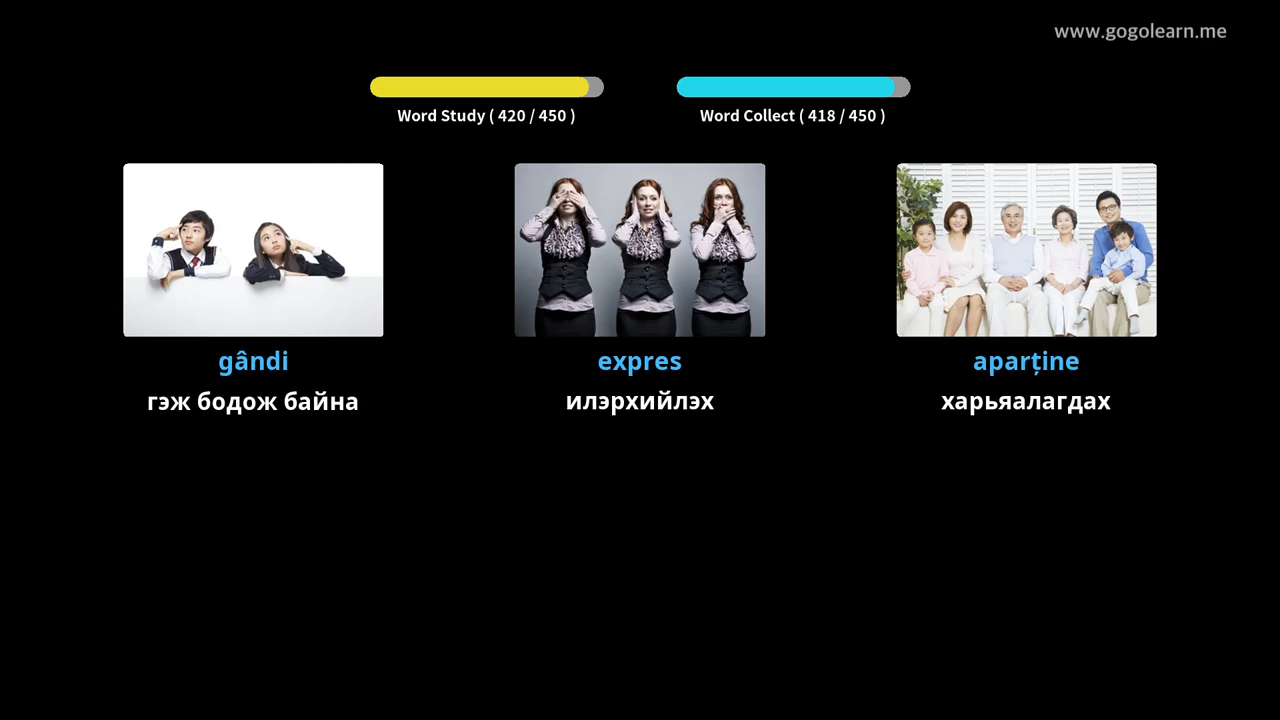 www.gogolearn.me
Word Study ( 420 / 450 )
Word Collect ( 418 / 450 )
gândi
expres
aparține
гэж бодож байна
илэрхийлэх
харьяалагдах